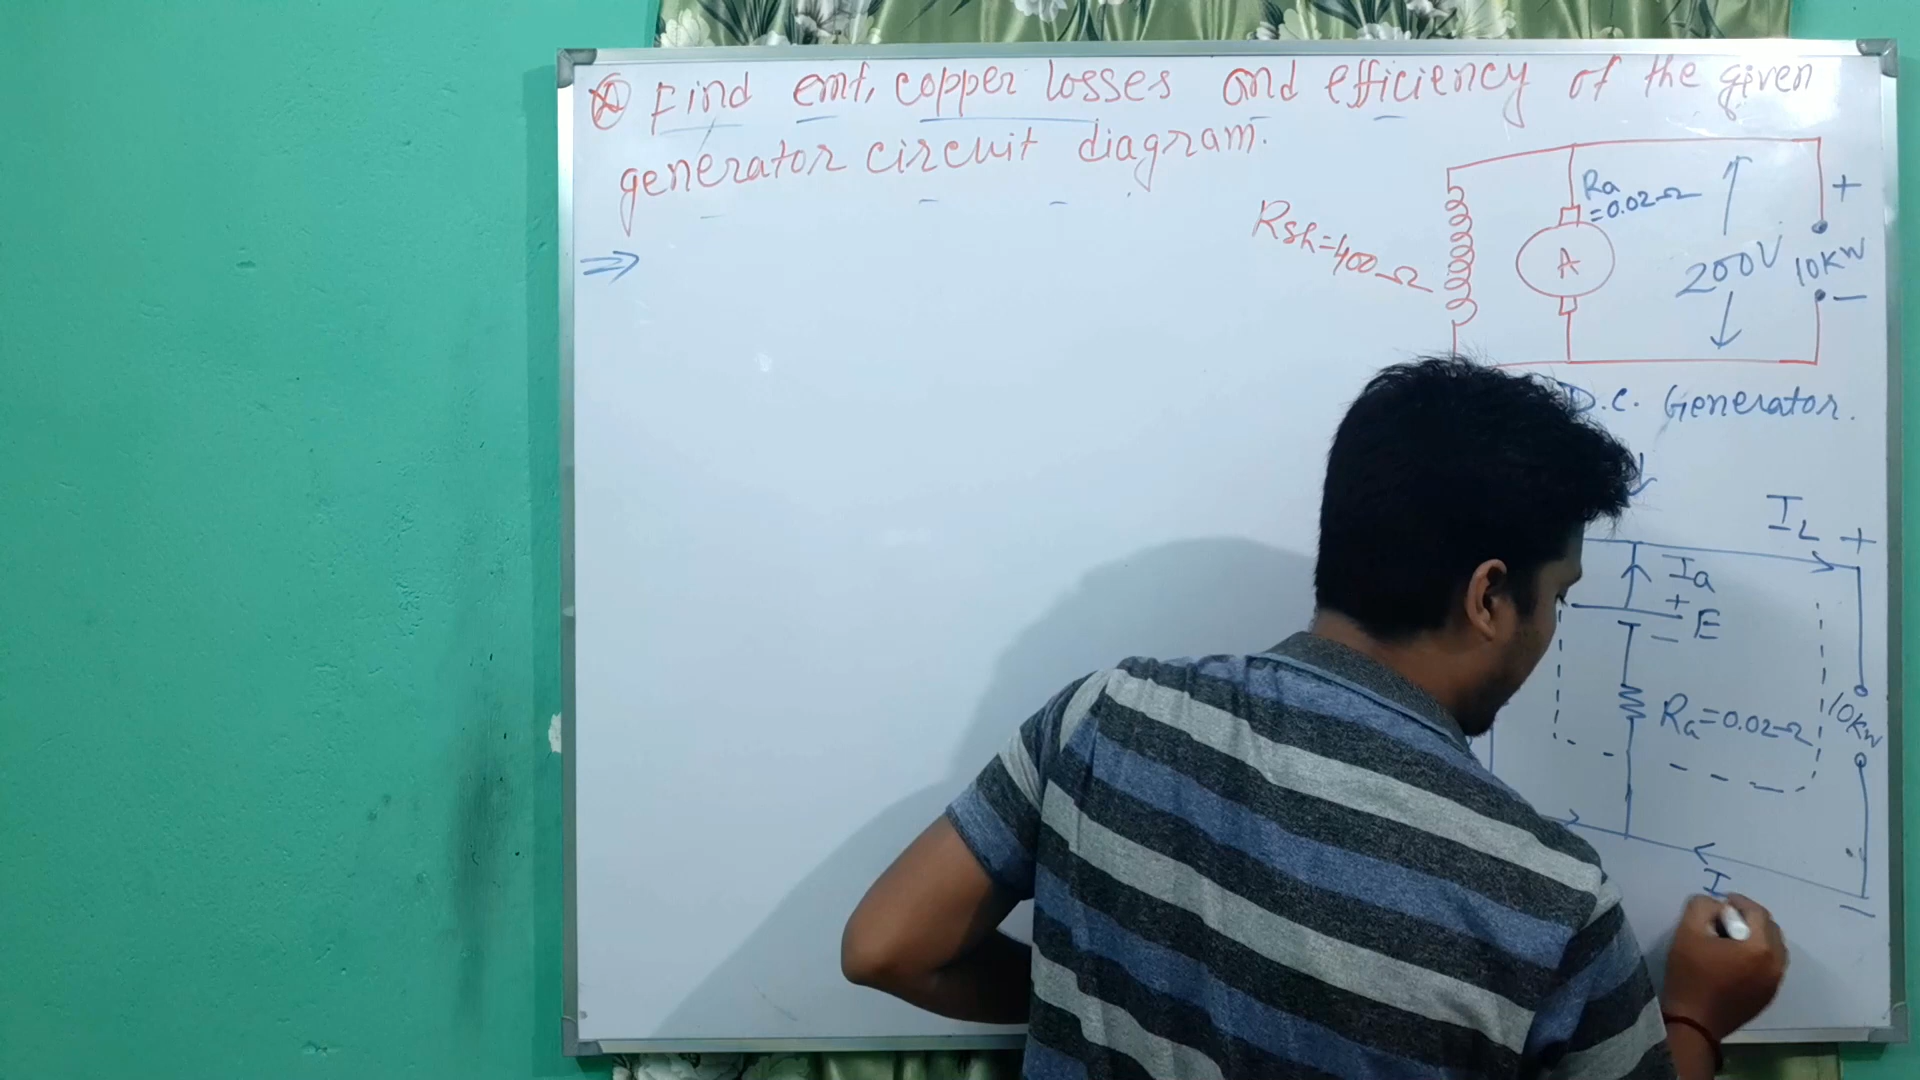 Find emf, copper losses and efficiency of the given
generator circuit diagram.
⇒
Ra
=0.02Ω
Rsh=400Ω
A
200V
10KW
+
−
D.C. Generator.
IL
+
Ia
+
E
−
Ra=0.02Ω
10KW
I
−